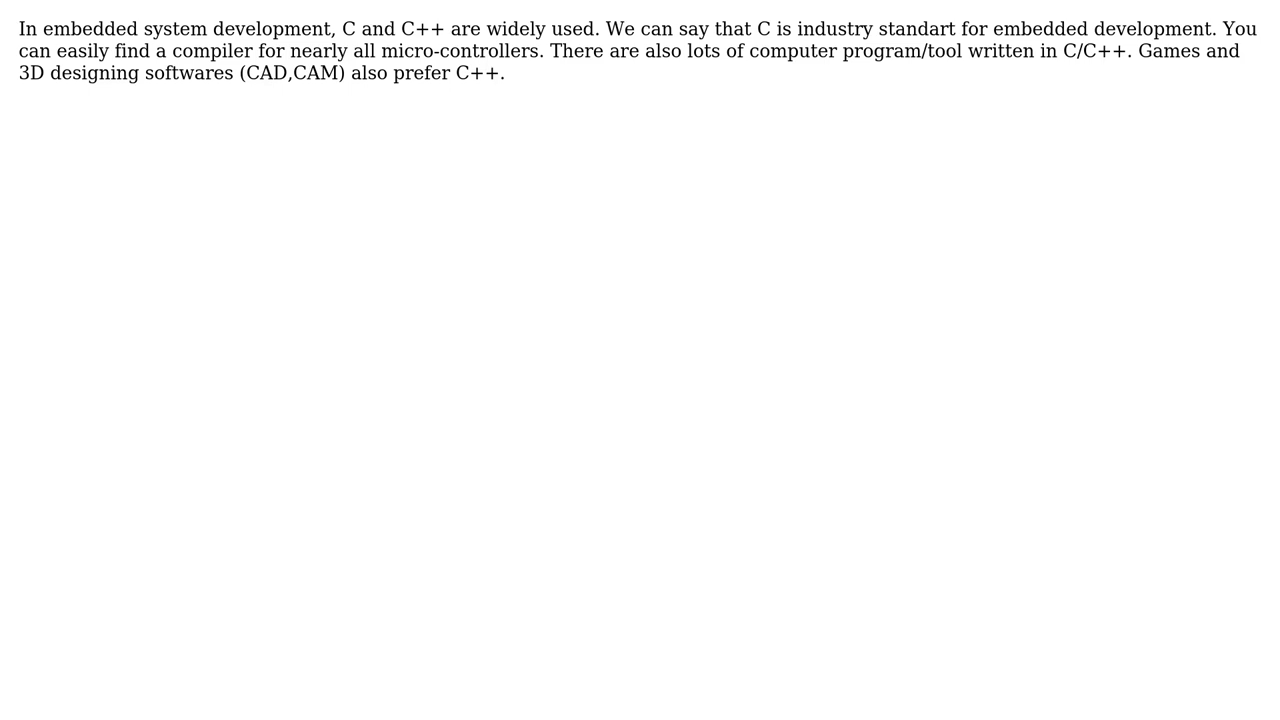 In embedded system development, C and C++ are widely used. We can say that C is industry standart for embedded development. You
can easily find a compiler for nearly all micro-controllers. There are also lots of computer program/tool written in C/C++. Games and
3D designing softwares (CAD,CAM) also prefer C++.